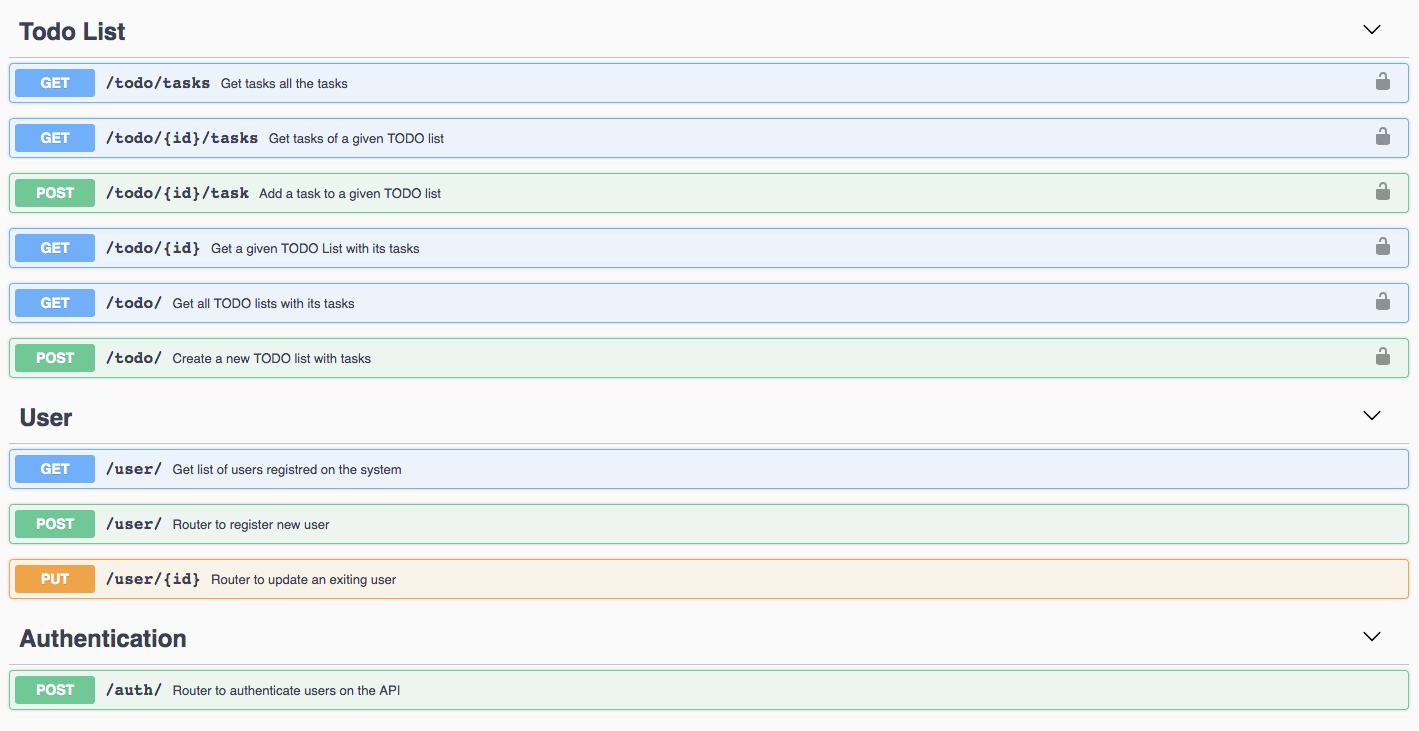 Todo List
GET /todo/tasks Get tasks all the tasks
GET /todo/{id}/tasks Get tasks of a given TODO list
POST /todo/{id}/task Add a task to a given TODO list
GET /todo/{id} Get a given TODO List with its tasks
GET /todo/ Get all TODO lists with its tasks
POST /todo/ Create a new TODO list with tasks
User
GET /user/ Get list of users registred on the system
POST /user/ Router to register new user
PUT /user/{id} Router to update an exiting user
Authentication
POST /auth/ Router to authenticate users on the API